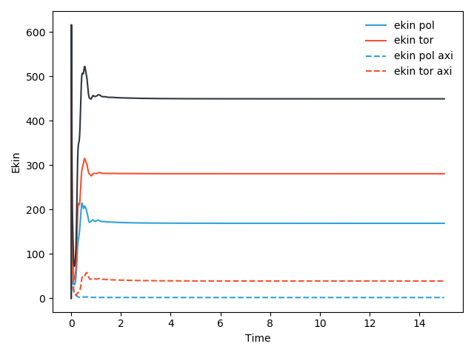 600
500
400
300
200
100
0
Ekin
ekin pol
ekin tor
ekin pol axi
ekin tor axi
0 2 4 6 8 10 12 14
Time